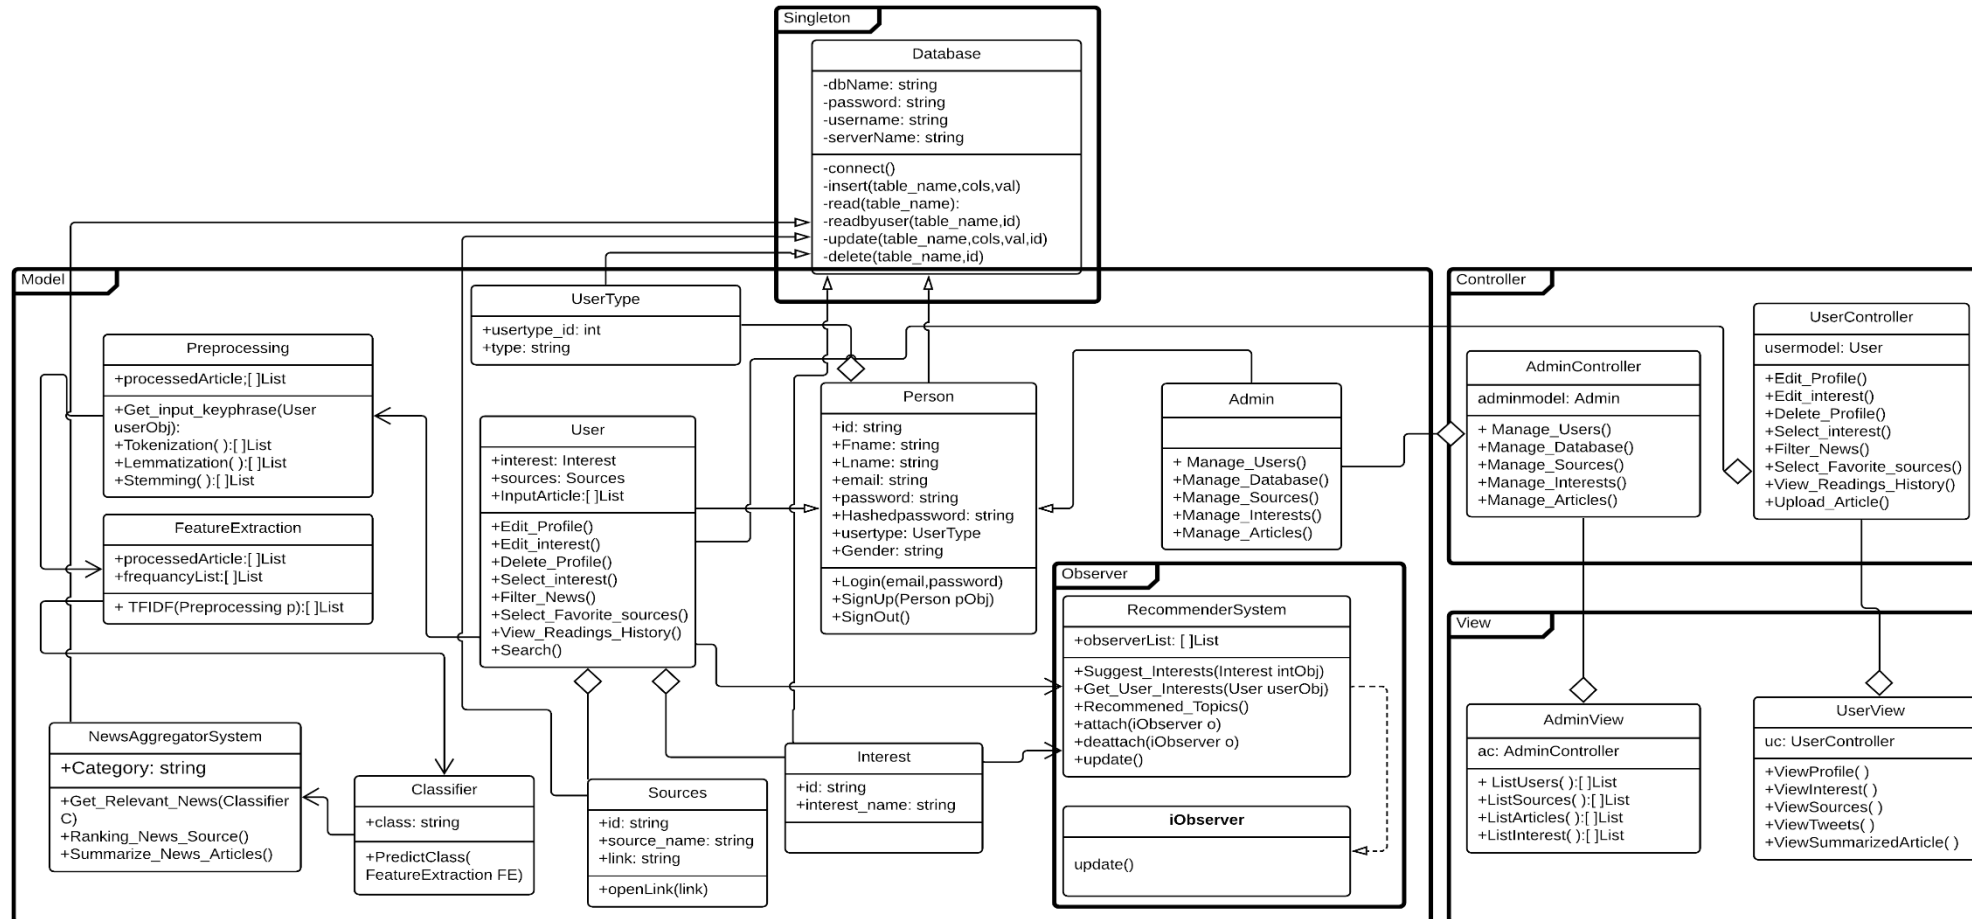 Singleton
Database
-dbName: string
-password: string
-username: string
-serverName: string
-connect()
-insert(table_name,cols,val)
-read(table_name):
-readbyuser(table_name,id)
-update(table_name,cols,val,id)
-delete(table_name,id)
Model
UserType
+usertype_id: int
+type: string
Preprocessing
+processedArticle;[ ]List
+Get_input_keyphrase(User
userObj):
+Tokenization( ):[ ]List
+Lemmatization( ):[ ]List
+Stemming( ):[ ]List
FeatureExtraction
+processedArticle:[ ]List
+frequancyList:[ ]List
+ TFIDF(Preprocessing p):[ ]List
NewsAggregatorSystem
+Category: string
+Get_Relevant_News(Classifier
C)
+Ranking_News_Source()
+Summarize_News_Articles()
Classifier
+class: string
+PredictClass(
FeatureExtraction FE)
User
+interest: Interest
+sources: Sources
+InputArticle:[ ]List
+Edit_Profile()
+Edit_interest()
+Delete_Profile()
+Select_interest()
+Filter_News()
+Select_Favorite_sources()
+View_Readings_History()
+Search()
Sources
+id: string
+source_name: string
+link: string
+openLink(link)
Interest
+id: string
+interest_name: string
Person
+id: string
+Fname: string
+Lname: string
+email: string
+password: string
+Hashedpassword: string
+usertype: UserType
+Gender: string
+Login(email,password)
+SignUp(Person pObj)
+SignOut()
Admin
+ Manage_Users()
+Manage_Database()
+Manage_Sources()
+Manage_Interests()
+Manage_Articles()
Observer
RecommenderSystem
+observerList: [ ]List
+Suggest_Interests(Interest intObj)
+Get_User_Interests(User userObj)
+Recommened_Topics()
+attach(iObserver o)
+deattach(iObserver o)
+update()
iObserver
update()
Controller
AdminController
adminmodel: Admin
+ Manage_Users()
+Manage_Database()
+Manage_Sources()
+Manage_Interests()
+Manage_Articles()
UserController
usermodel: User
+Edit_Profile()
+Edit_interest()
+Delete_Profile()
+Select_interest()
+Filter_News()
+Select_Favorite_sources()
+View_Readings_History()
+Upload_Article()
View
AdminView
ac: AdminController
+ ListUsers( ):[ ]List
+ListSources( ):[ ]List
+ListArticles( ):[ ]List
+ListInterest( ):[ ]List
UserView
uc: UserController
+ViewProfile( )
+ViewInterest( )
+ViewSources( )
+ViewTweets( )
+ViewSummarizedArticle( )